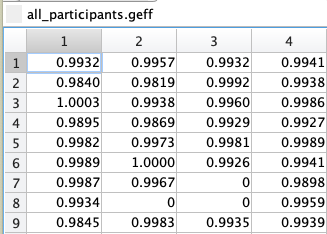 all_participants.geff
1 2 3 4
1 0.9932 0.9957 0.9932 0.9941
2 0.9840 0.9819 0.9992 0.9938
3 1.0003 0.9938 0.9960 0.9986
4 0.9895 0.9869 0.9929 0.9927
5 0.9982 0.9973 0.9981 0.9989
6 0.9989 1.0000 0.9926 0.9941
7 0.9987 0.9967 0 0.9898
8 0.9934 0 0 0.9959
9 0.9845 0.9983 0.9935 0.9939